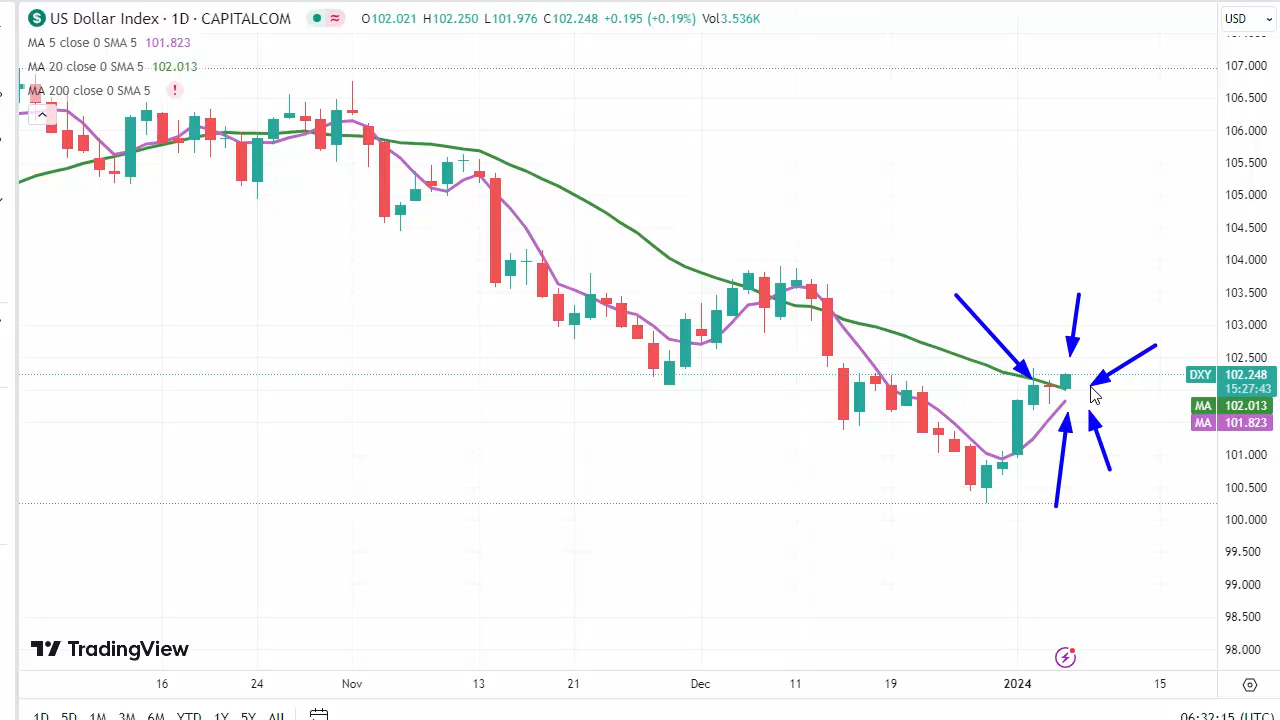 US Dollar Index · 1D · CAPITALCOM O102.021 H102.250 L101.976 C102.248 +0.195 (+0.19%) Vol3.536K
USD
MA 5 close 0 SMA 5 101.823
MA 20 close 0 SMA 5 102.013
MA 200 close 0 SMA 5 !
107.000
106.500
106.000
105.500
105.000
104.500
104.000
103.500
103.000
102.500
DXY 102.248
15:27:43
MA 102.013
MA 101.823
101.000
100.500
100.000
99.500
99.000
98.500
98.000
TradingView
16 24 Nov 13 21 Dec 11 19 2024 15
1D 5D 1M 3M 6M YTD 1Y 5Y All
06:32:15 (UTC)